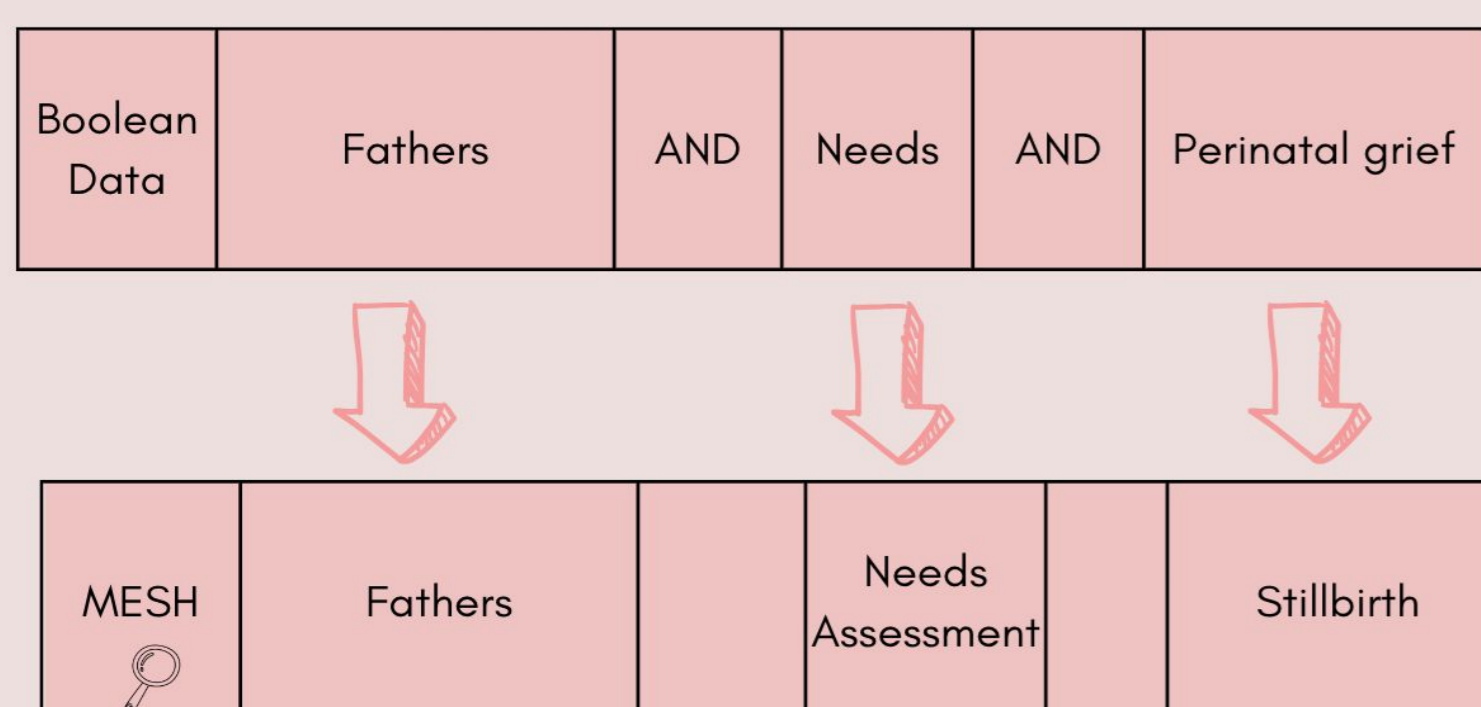 Boolean
Data
Fathers
AND
Needs
AND
Perinatal grief
MESH
Fathers
Needs
Assessment
Stillbirth